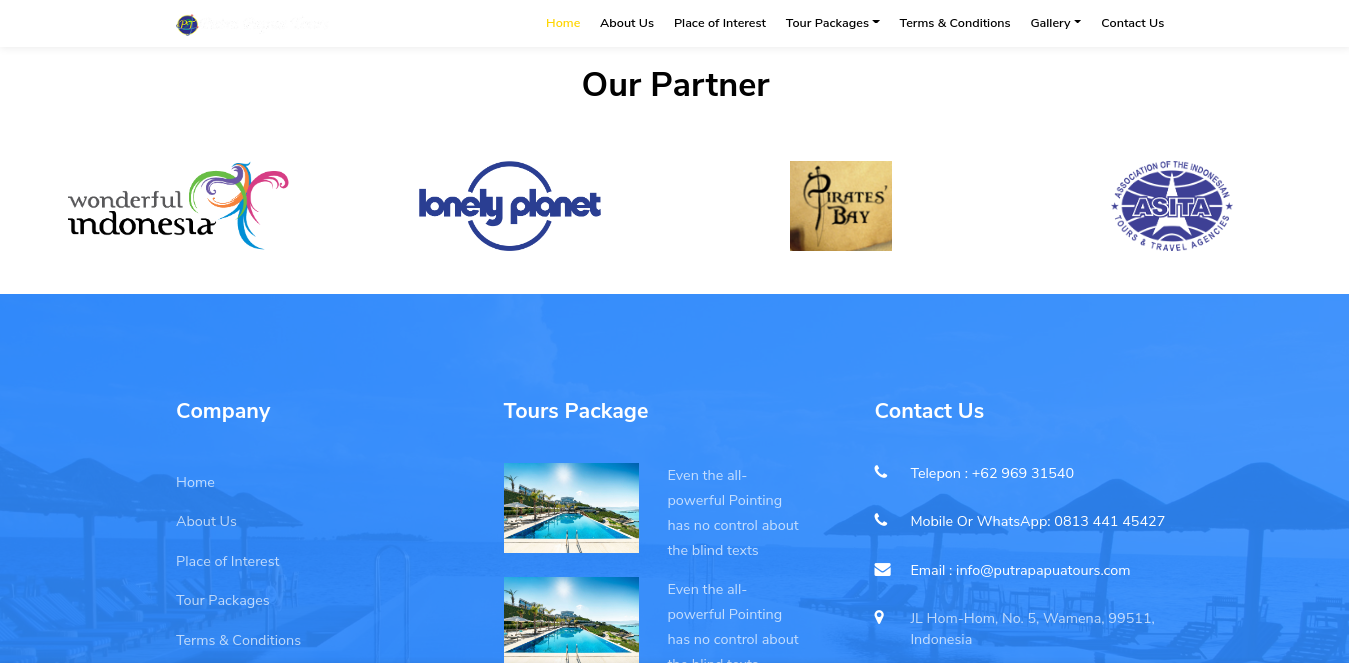 Home About Us Place of Interest Tour Packages Terms & Conditions Gallery Contact Us
Our Partner
wonderful
indonesia
lonely planet
PIRATES'
BAY
ASSOCIATION OF THE INDONESIAN
ASITA
TOURS & TRAVEL AGENCIES
Company
Home
About Us
Place of Interest
Tour Packages
Terms & Conditions
Tours Package
Even the all-
powerful Pointing
has no control about
the blind texts
Even the all-
powerful Pointing
has no control about
the blind texts
Contact Us
Telepon : +62 969 31540
Mobile Or WhatsApp: 0813 441 45427
Email : info@putrapapuatours.com
JL Hom-Hom, No. 5, Wamena, 99511,
Indonesia